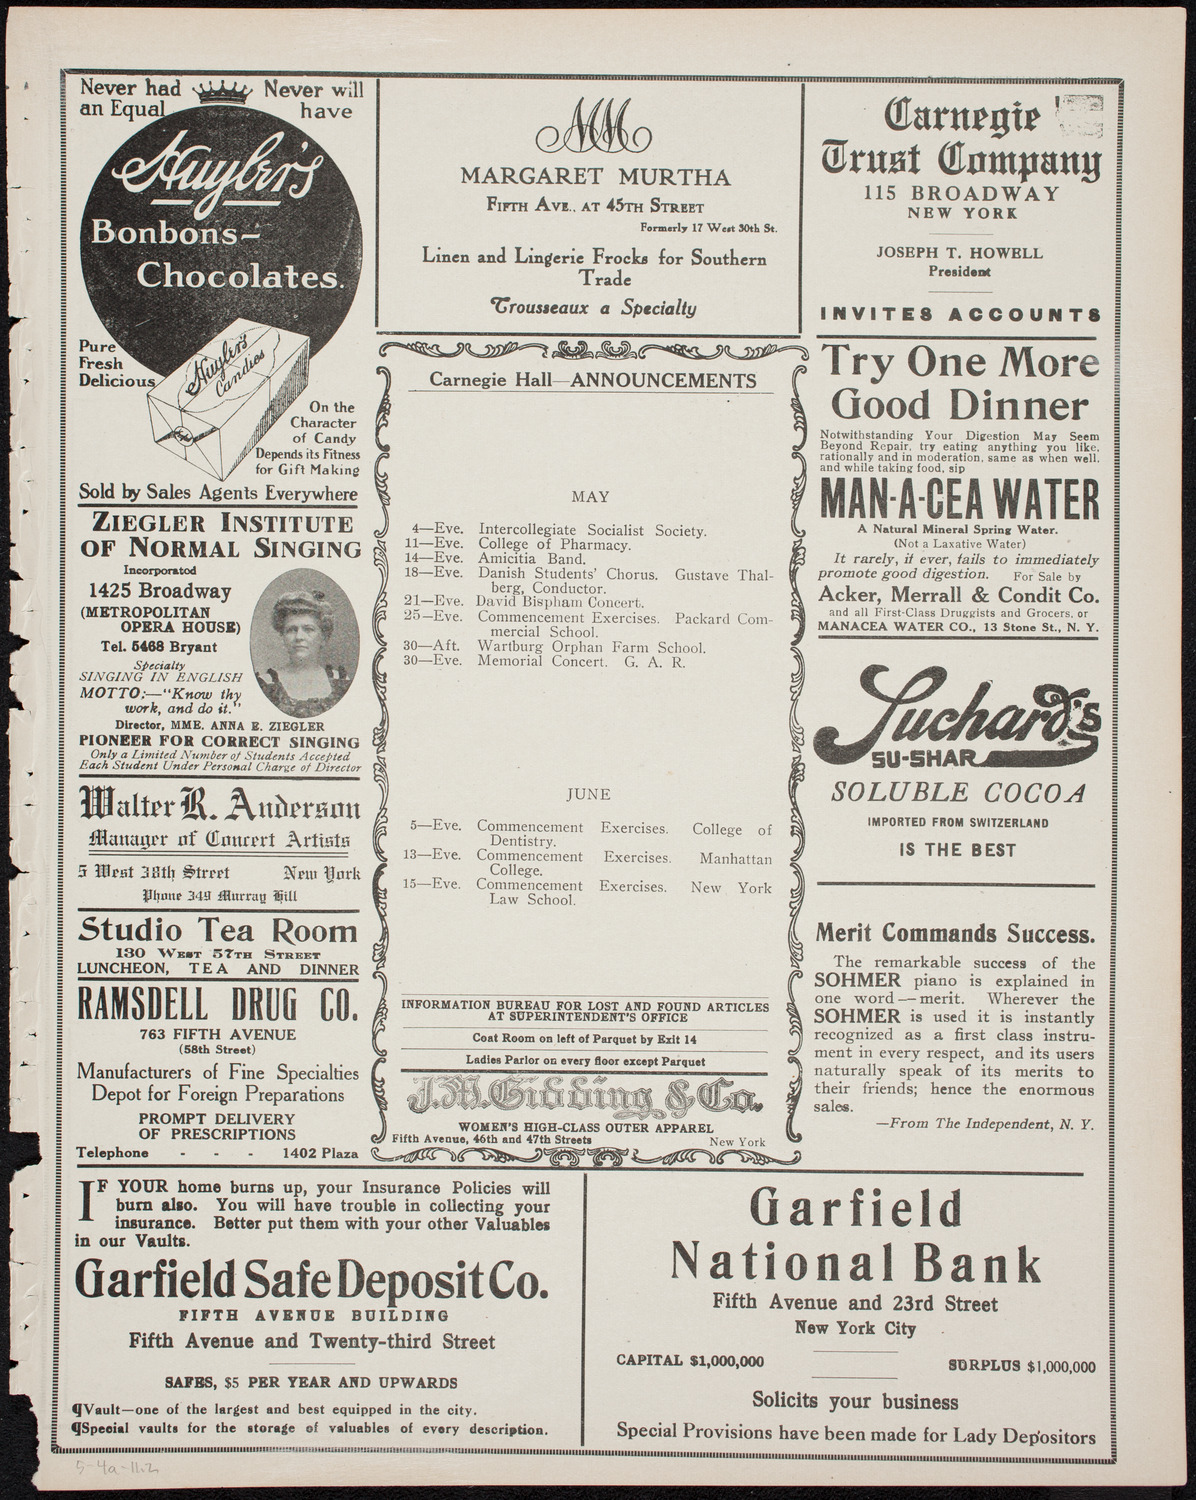 Never had
an Equal
Never will
have
Huyler's
Bonbons—
Chocolates.
Pure
Fresh
Delicious
Huyler's
Candies
On the
Character
of Candy
Depends its Fitness
for Gift Making
Sold by Sales Agents Everywhere
ZIEGLER INSTITUTE
OF NORMAL SINGING
Incorporated
1425 Broadway
(METROPOLITAN
OPERA HOUSE)
Tel. 5468 Bryant
Specialty
SINGING IN ENGLISH
MOTTO:—"Know thy
work, and do it."
Director, MME. ANNA E. ZIEGLER
PIONEER FOR CORRECT SINGING
Only a Limited Number of Students Accepted
Each Student Under Personal Charge of Director
Walter R. Anderson
Manager of Concert Artists
5 West 38th Street New York
Phone 349 Murray Hill
Studio Tea Room
130 WEST 57TH STREET
LUNCHEON, TEA AND DINNER
RAMSDELL DRUG CO.
763 FIFTH AVENUE
(58th Street)
Manufacturers of Fine Specialties
Depot for Foreign Preparations
PROMPT DELIVERY
OF PRESCRIPTIONS
Telephone - - - 1402 Plaza
MM
MARGARET MURTHA
FIFTH AVE., AT 45TH STREET
Formerly 17 West 30th St.
Linen and Lingerie Frocks for Southern
Trade
Trousseaux a Specialty
Carnegie Hall—ANNOUNCEMENTS
MAY
4—Eve. Intercollegiate Socialist Society.
11—Eve. College of Pharmacy.
14—Eve. Amicitia Band.
18—Eve. Danish Students' Chorus. Gustave Thal-
berg, Conductor.
21—Eve. David Bispham Concert.
25—Eve. Commencement Exercises. Packard Com-
mercial School.
30—Aft. Wartburg Orphan Farm School.
30—Eve. Memorial Concert. G. A. R.
JUNE
5—Eve. Commencement Exercises. College of
Dentistry.
13—Eve. Commencement Exercises. Manhattan
College.
15—Eve. Commencement Exercises. New York
Law School.
INFORMATION BUREAU FOR LOST AND FOUND ARTICLES
AT SUPERINTENDENT'S OFFICE
Coat Room on left of Parquet by Exit 14
Ladies Parlor on every floor except Parquet
J.M. Gidding & Co.
WOMEN'S HIGH-CLASS OUTER APPAREL
Fifth Avenue, 46th and 47th Streets New York
Carnegie
Trust Company
115 BROADWAY
NEW YORK
JOSEPH T. HOWELL
President
INVITES ACCOUNTS
Try One More
Good Dinner
Notwithstanding Your Digestion May Seem
Beyond Repair, try eating anything you like,
rationally and in moderation, same as when well,
and while taking food, sip
MAN-A-CEA WATER
A Natural Mineral Spring Water.
(Not a Laxative Water)
It rarely, if ever, fails to immediately
promote good digestion. For Sale by
Acker, Merrall & Condit Co.
and all First-Class Druggists and Grocers, or
MANACEA WATER CO., 13 Stone St., N. Y.
Suchard's
SU-SHAR
SOLUBLE COCOA
IMPORTED FROM SWITZERLAND
IS THE BEST
Merit Commands Success.
The remarkable success of the
SOHMER piano is explained in
one word—merit. Wherever the
SOHMER is used it is instantly
recognized as a first class instru-
ment in every respect, and its users
naturally speak of its merits to
their friends; hence the enormous
sales.
—From The Independent, N. Y.
IF YOUR home burns up, your Insurance Policies will
burn also. You will have trouble in collecting your
insurance. Better put them with your other Valuables
in our Vaults.
Garfield Safe Deposit Co.
FIFTH AVENUE BUILDING
Fifth Avenue and Twenty-third Street
SAFES, $5 PER YEAR AND UPWARDS
¶Vault—one of the largest and best equipped in the city.
¶Special vaults for the storage of valuables of every description.
Garfield
National Bank
Fifth Avenue and 23rd Street
New York City
CAPITAL $1,000,000 SURPLUS $1,000,000
Solicits your business
Special Provisions have been made for Lady Depositors
5-4a-11.2